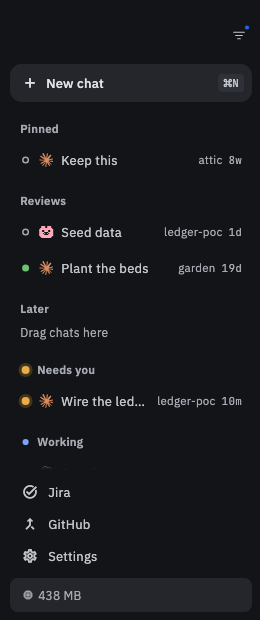 New chat ⌘N
Pinned
Keep this attic 8w
Reviews
Seed data ledger-poc 1d
Plant the beds garden 19d
Later
Drag chats here
Needs you
Wire the led... ledger-poc 10m
Working
Jira
GitHub
Settings
438 MB